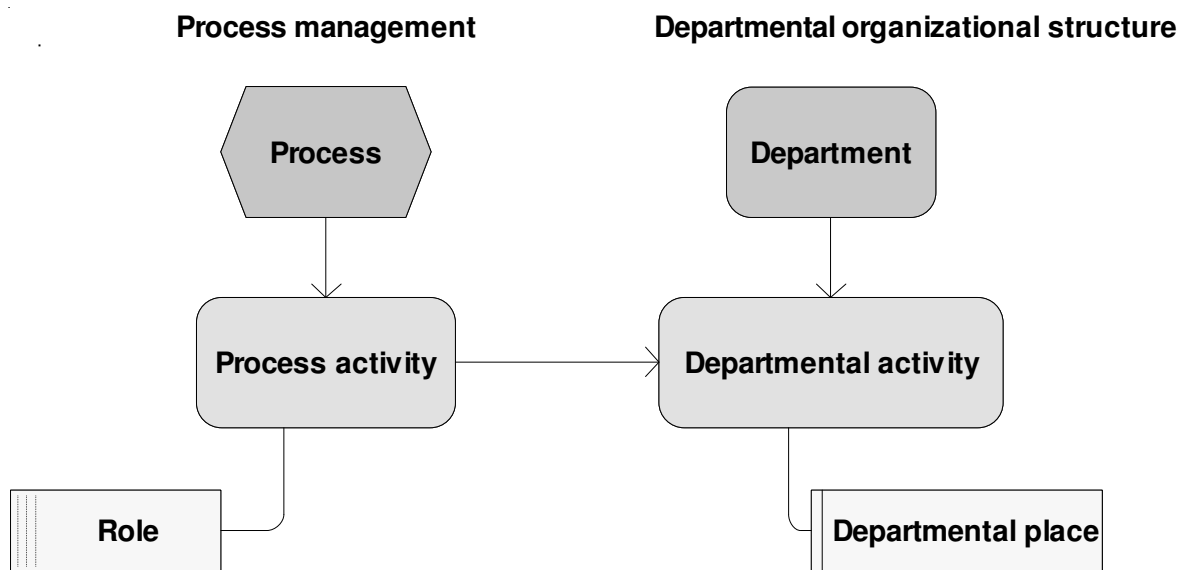 Process management
Departmental organizational structure
Process
Department
Process activity
Departmental activity
Role
Departmental place